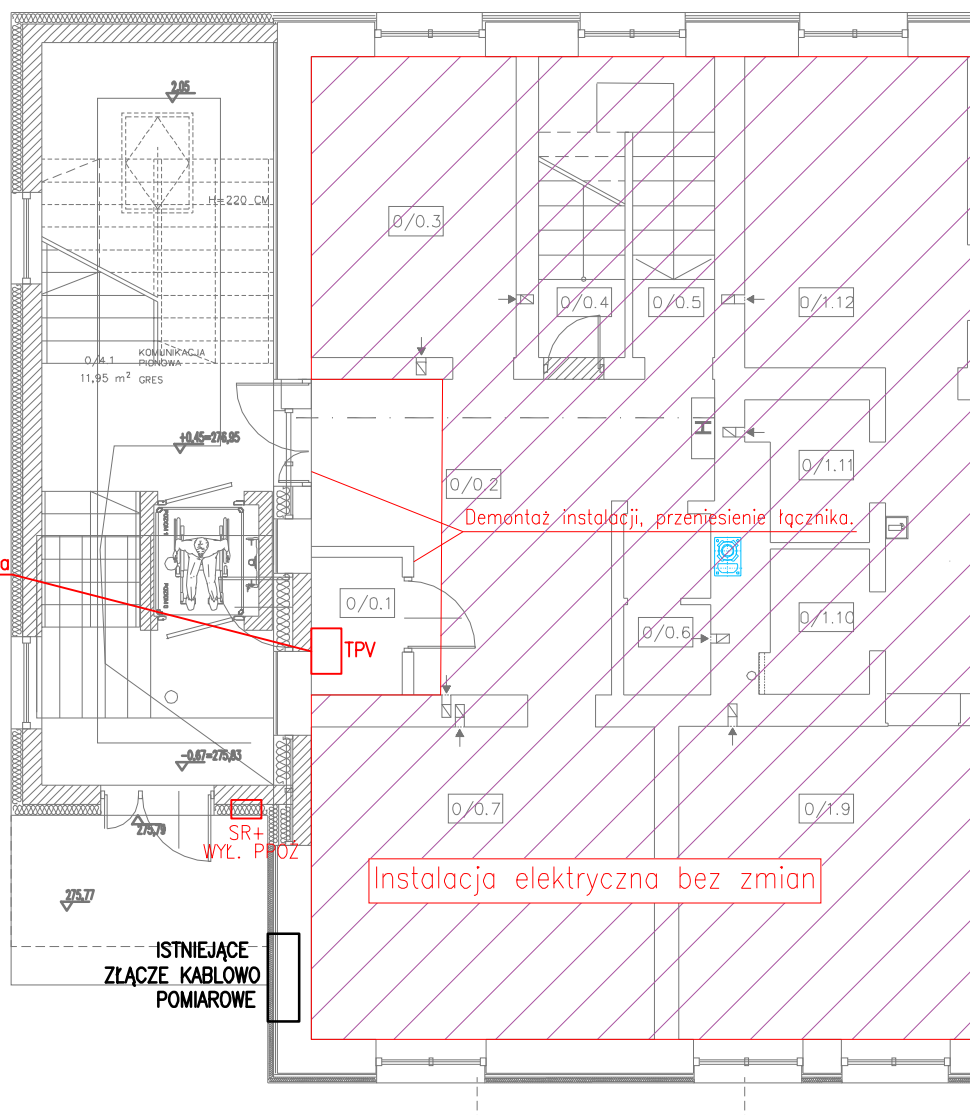 2,05
H=220 CM
0/0.3
0/0.4
0/0.5
0/1.12
0/4.1
KOMUNIKACJA
PIONOWA
11,95 m²
GRES
+0,45=276,95
H
0/1.11
0/0.2
Demontaż instalacji, przeniesienie łącznika.
a
0/0.1
0/0.6
0/1.10
TPV
-0,67=275,83
0/0.7
0/1.9
275,79
SR+
WYŁ. PPOŻ
Instalacja elektryczna bez zmian
275,77
ISTNIEJĄCE
ZŁĄCZE KABLOWO
POMIAROWE